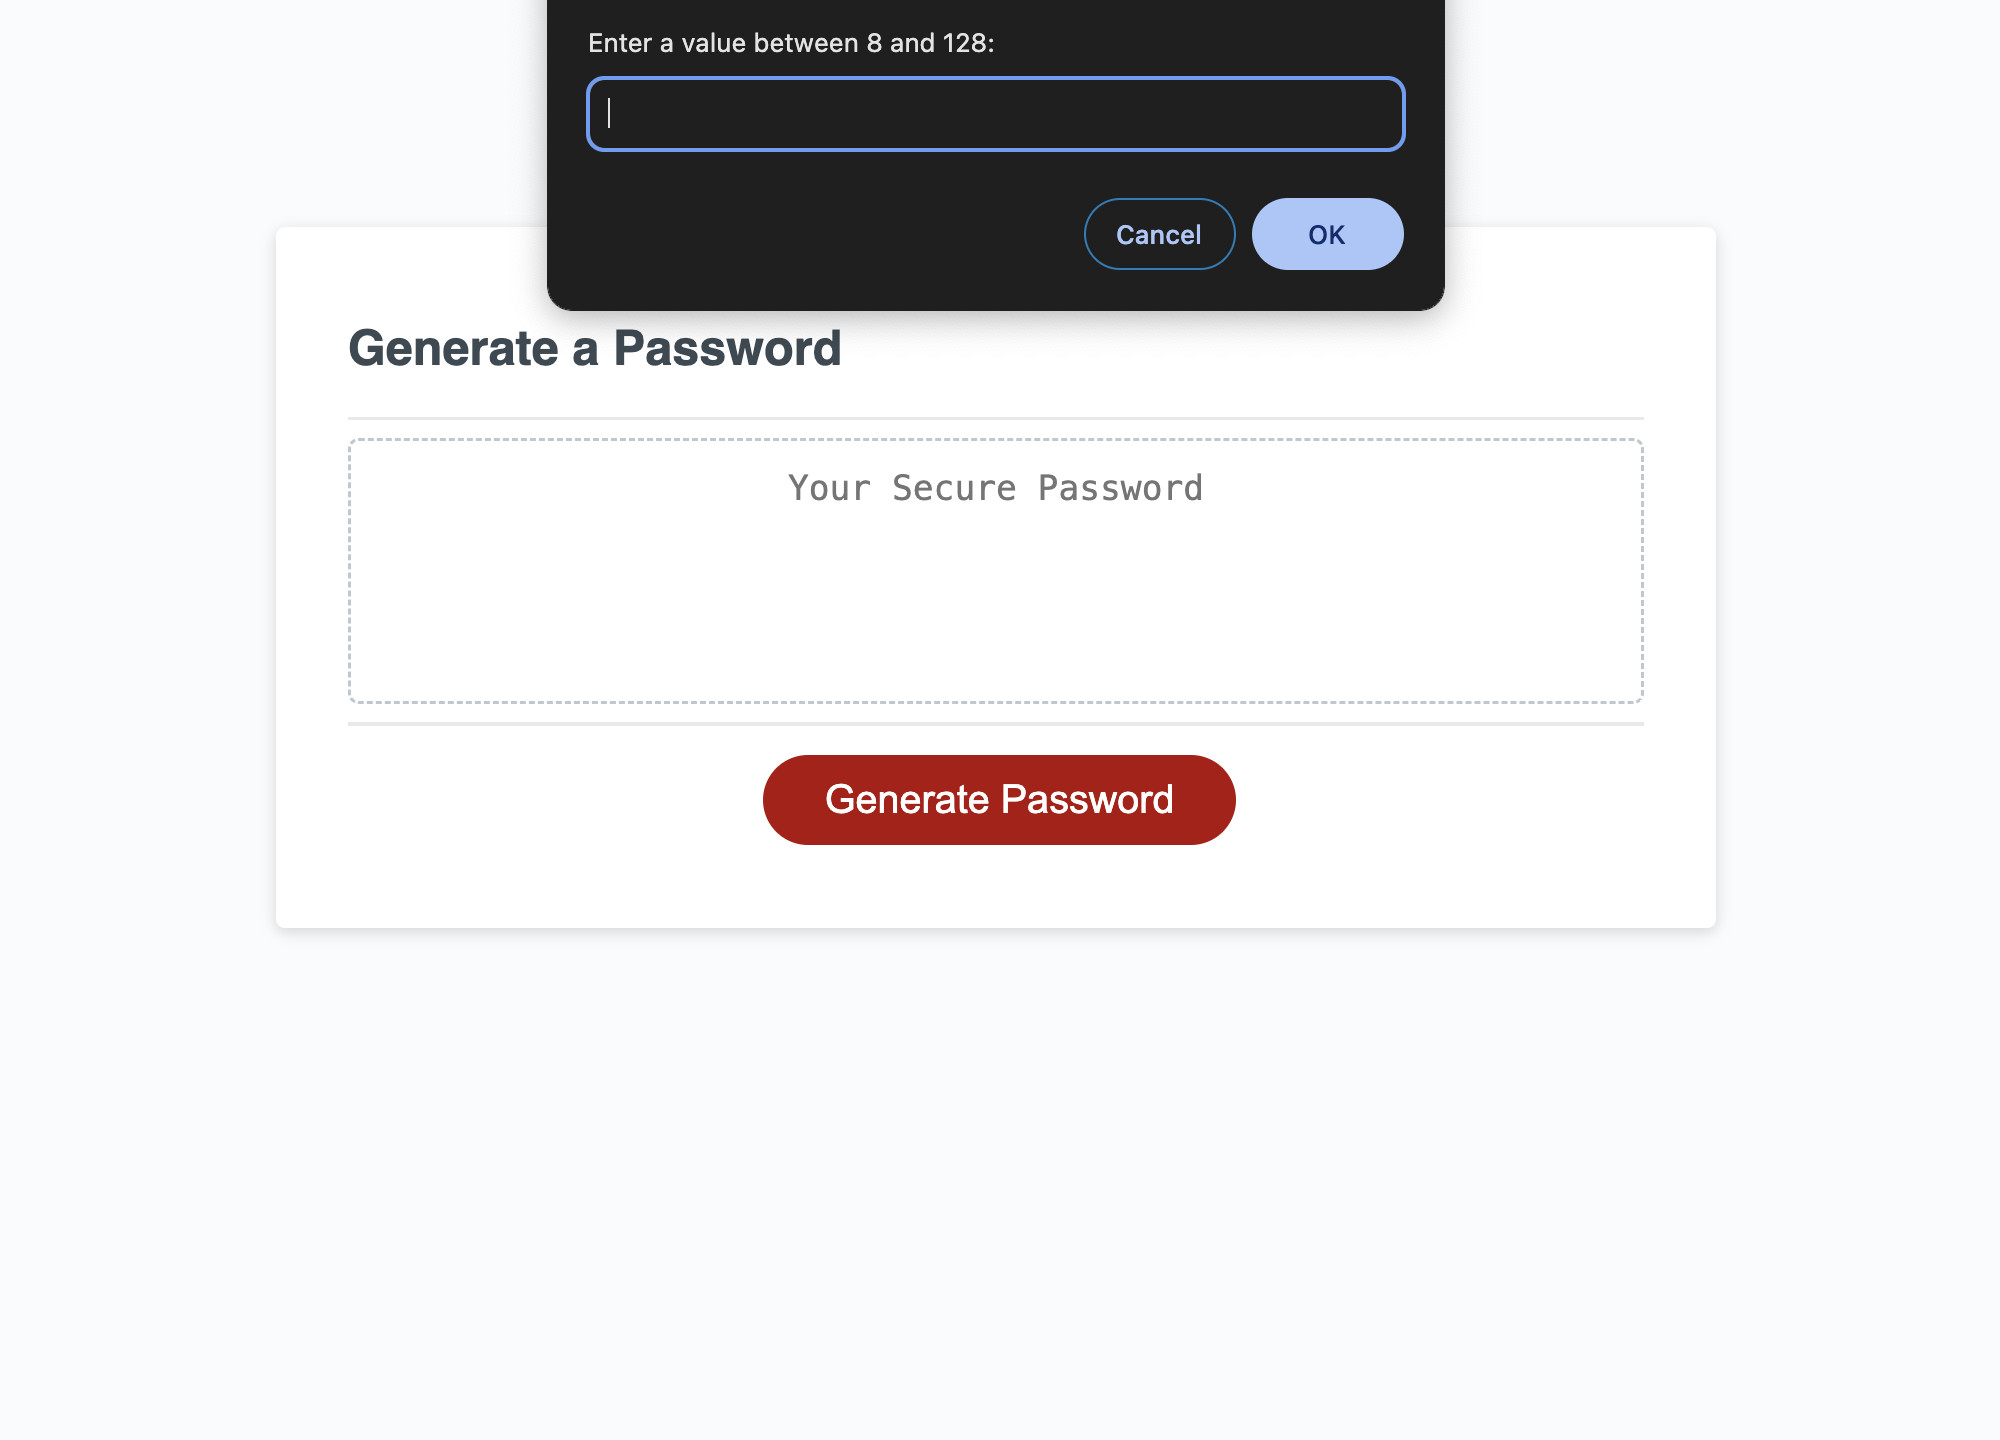 Enter a value between 8 and 128:
Cancel
OK
Generate a Password
Your Secure Password
Generate Password